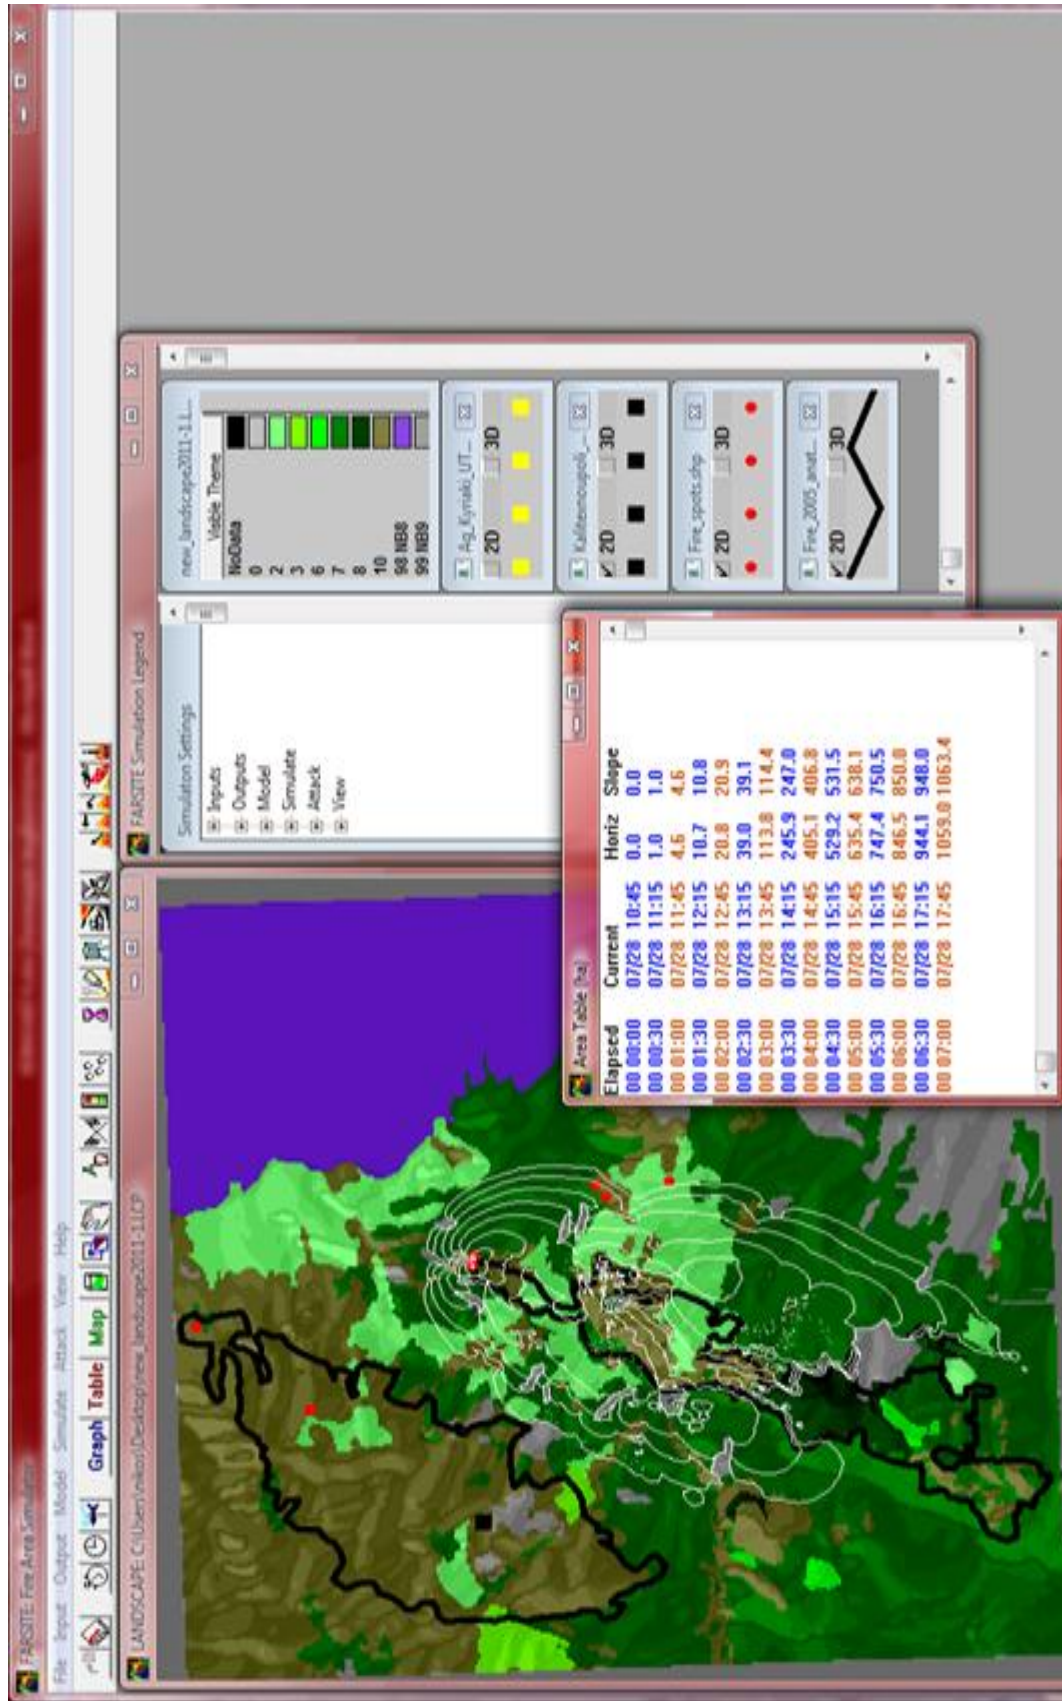 FARSITE: Fire Area Simulator
File Input Output Model Simulate Attack View Help
Graph Table Map
LANDSCAPE: C:\Users\nikos\Desktop\new_landscape2011-1.LCP
FARSITE Simulation Legend
Simulation Settings
Inputs
Outputs
Model
Simulate
Attack
View
new_landscape2011-1.L...
Visible Theme
NoData
0
2
3
6
7
8
10
98 NB8
99 NB9
Ag_Kyriaki_UT...
2D 3D
Kalitexnoupoli_...
2D 3D
Fire_spots.shp
2D 3D
Fire_2005_anat...
2D 3D
Area Table (ha)
Elapsed Current Horiz Slope
00 00:00 07/28 10:45 0.0 0.0
00 00:30 07/28 11:15 1.0 1.0
00 01:00 07/28 11:45 4.6 4.6
00 01:30 07/28 12:15 10.7 10.8
00 02:00 07/28 12:45 20.8 20.9
00 02:30 07/28 13:15 39.0 39.1
00 03:00 07/28 13:45 113.8 114.4
00 03:30 07/28 14:15 245.9 247.0
00 04:00 07/28 14:45 405.1 406.8
00 04:30 07/28 15:15 529.2 531.5
00 05:00 07/28 15:45 635.4 638.1
00 05:30 07/28 16:15 747.4 750.5
00 06:00 07/28 16:45 846.5 850.0
00 06:30 07/28 17:15 944.1 948.0
00 07:00 07/28 17:45 1059.0 1063.4